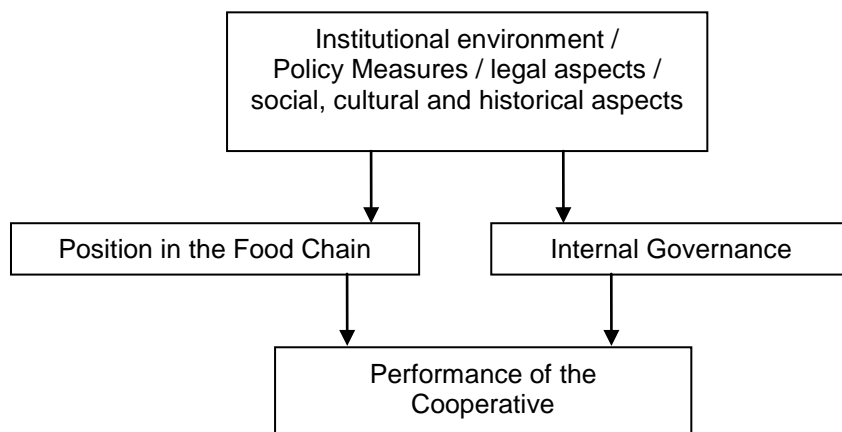 Institutional environment /
Policy Measures / legal aspects /
social, cultural and historical aspects
Position in the Food Chain
Internal Governance
Performance of the
Cooperative